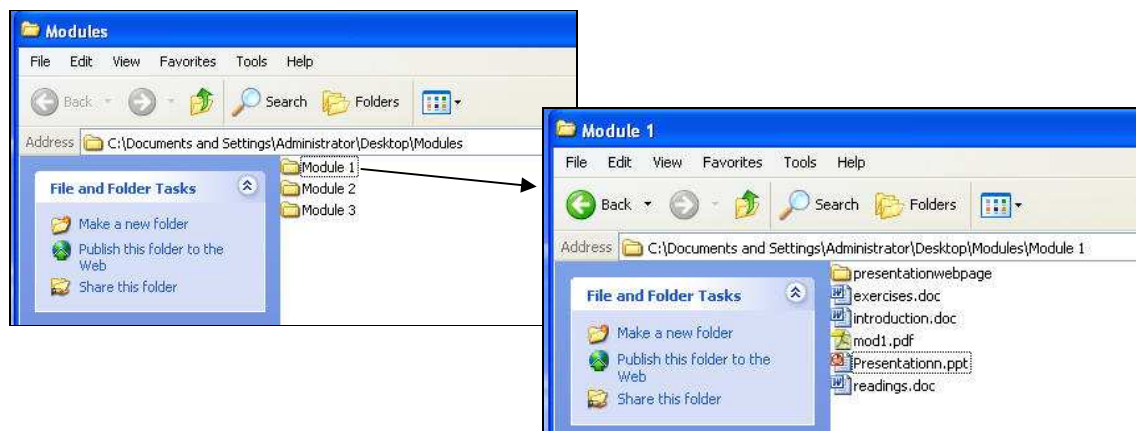 Modules
File Edit View Favorites Tools Help
Back Search Folders
Address C:\Documents and Settings\Administrator\Desktop\Modules
File and Folder Tasks
Make a new folder
Publish this folder to the
Web
Share this folder
Module 1
Module 2
Module 3
Module 1
File Edit View Favorites Tools Help
Back Search Folders
Address C:\Documents and Settings\Administrator\Desktop\Modules\Module 1
File and Folder Tasks
Make a new folder
Publish this folder to the
Web
Share this folder
presentationwebpage
exercises.doc
introduction.doc
mod1.pdf
Presentationn.ppt
readings.doc